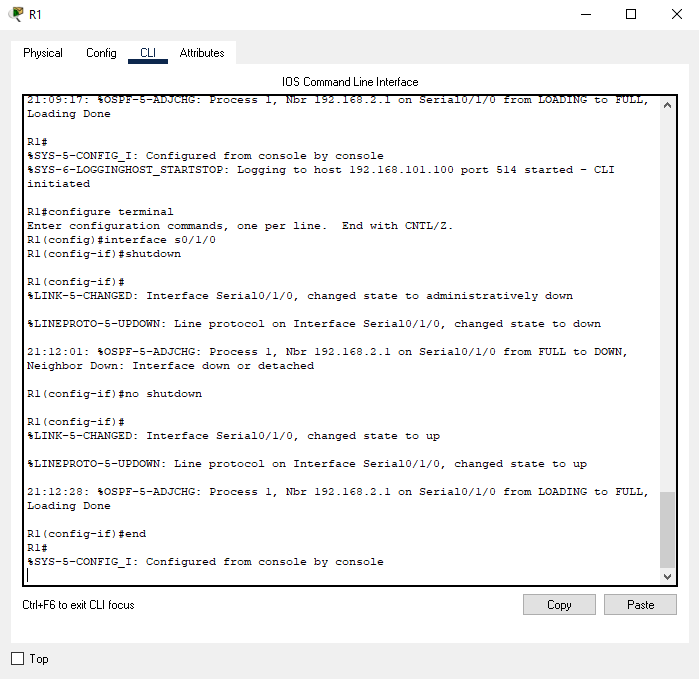 R1
Physical Config CLI Attributes
IOS Command Line Interface
21:09:17: %OSPF-5-ADJCHG: Process 1, Nbr 192.168.2.1 on Serial0/1/0 from LOADING to FULL,
Loading Done
R1#
%SYS-5-CONFIG_I: Configured from console by console
%SYS-6-LOGGINGHOST_STARTSTOP: Logging to host 192.168.101.100 port 514 started - CLI
initiated
R1#configure terminal
Enter configuration commands, one per line.  End with CNTL/Z.
R1(config)#interface s0/1/0
R1(config-if)#shutdown
R1(config-if)#
%LINK-5-CHANGED: Interface Serial0/1/0, changed state to administratively down
%LINEPROTO-5-UPDOWN: Line protocol on Interface Serial0/1/0, changed state to down
21:12:01: %OSPF-5-ADJCHG: Process 1, Nbr 192.168.2.1 on Serial0/1/0 from FULL to DOWN,
Neighbor Down: Interface down or detached
R1(config-if)#no shutdown
R1(config-if)#
%LINK-5-CHANGED: Interface Serial0/1/0, changed state to up
%LINEPROTO-5-UPDOWN: Line protocol on Interface Serial0/1/0, changed state to up
21:12:28: %OSPF-5-ADJCHG: Process 1, Nbr 192.168.2.1 on Serial0/1/0 from LOADING to FULL,
Loading Done
R1(config-if)#end
R1#
%SYS-5-CONFIG_I: Configured from console by console
Ctrl+F6 to exit CLI focus
Copy
Paste
Top